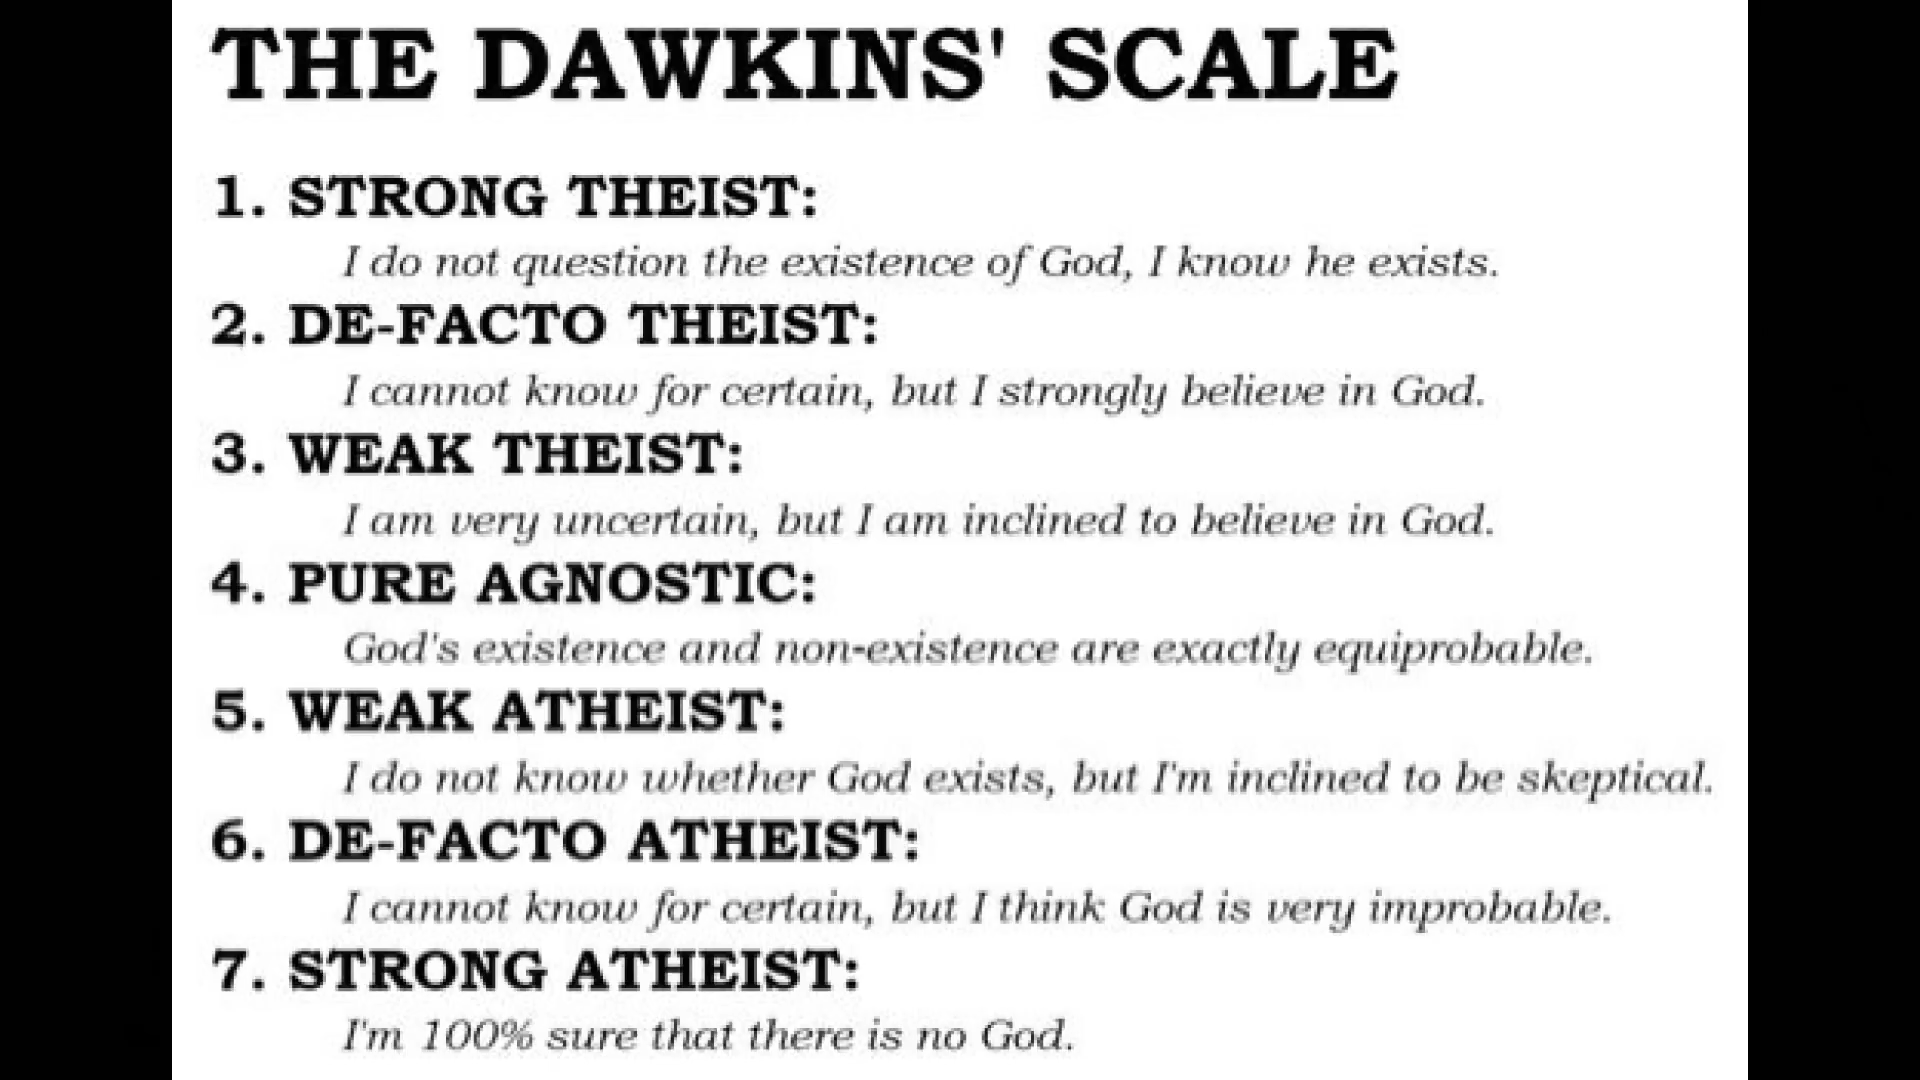 THE DAWKINS' SCALE
1. STRONG THEIST:
I do not question the existence of God, I know he exists.
2. DE-FACTO THEIST:
I cannot know for certain, but I strongly believe in God.
3. WEAK THEIST:
I am very uncertain, but I am inclined to believe in God.
4. PURE AGNOSTIC:
God's existence and non-existence are exactly equiprobable.
5. WEAK ATHEIST:
I do not know whether God exists, but I'm inclined to be skeptical.
6. DE-FACTO ATHEIST:
I cannot know for certain, but I think God is very improbable.
7. STRONG ATHEIST:
I'm 100% sure that there is no God.